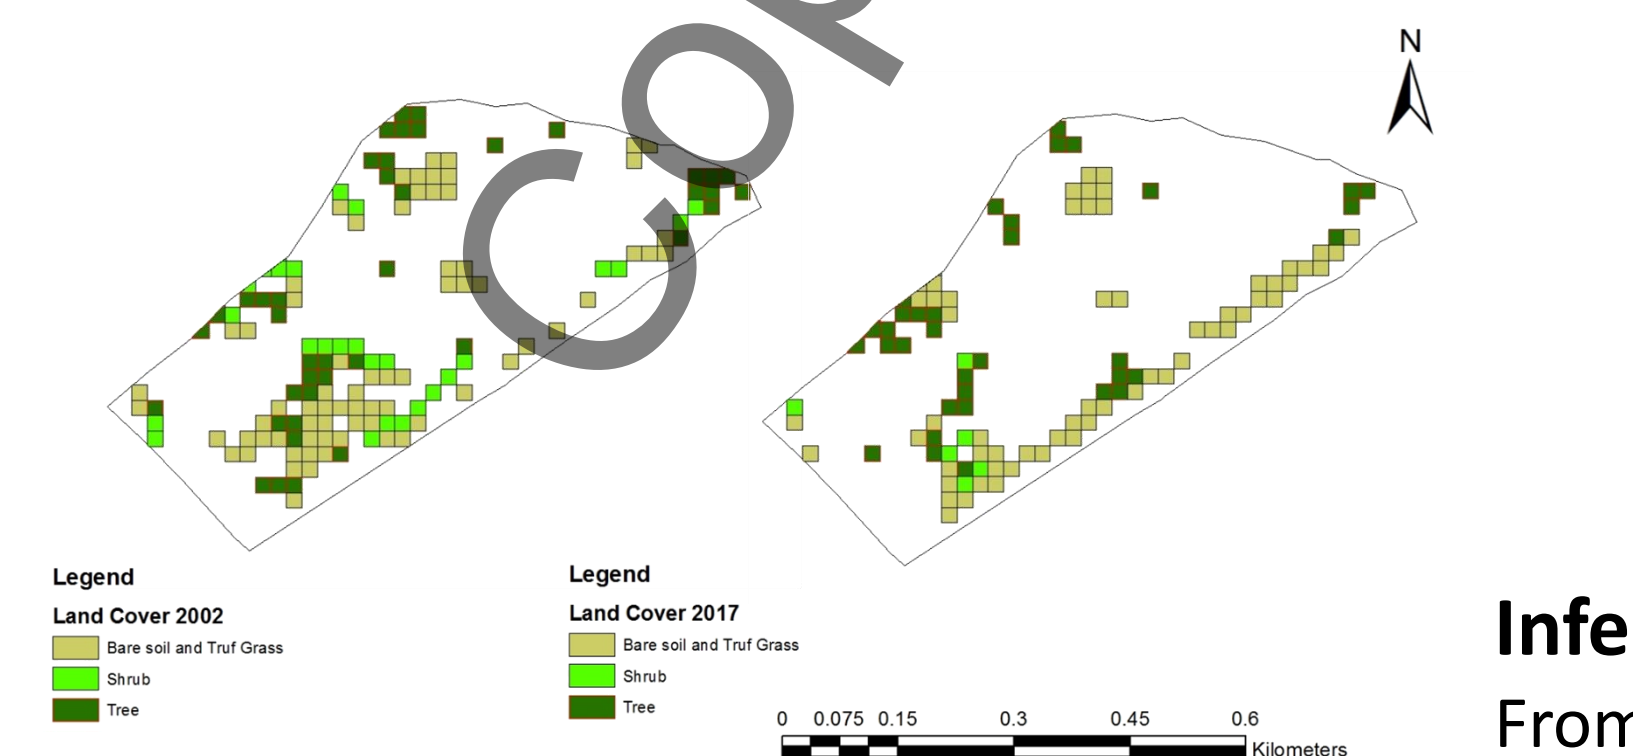 Cop
N
Legend
Land Cover 2002
Bare soil and Truf Grass
Shrub
Tree
Legend
Land Cover 2017
Bare soil and Truf Grass
Shrub
Tree
0 0.075 0.15 0.3 0.45 0.6
Kilometers
Infe
From